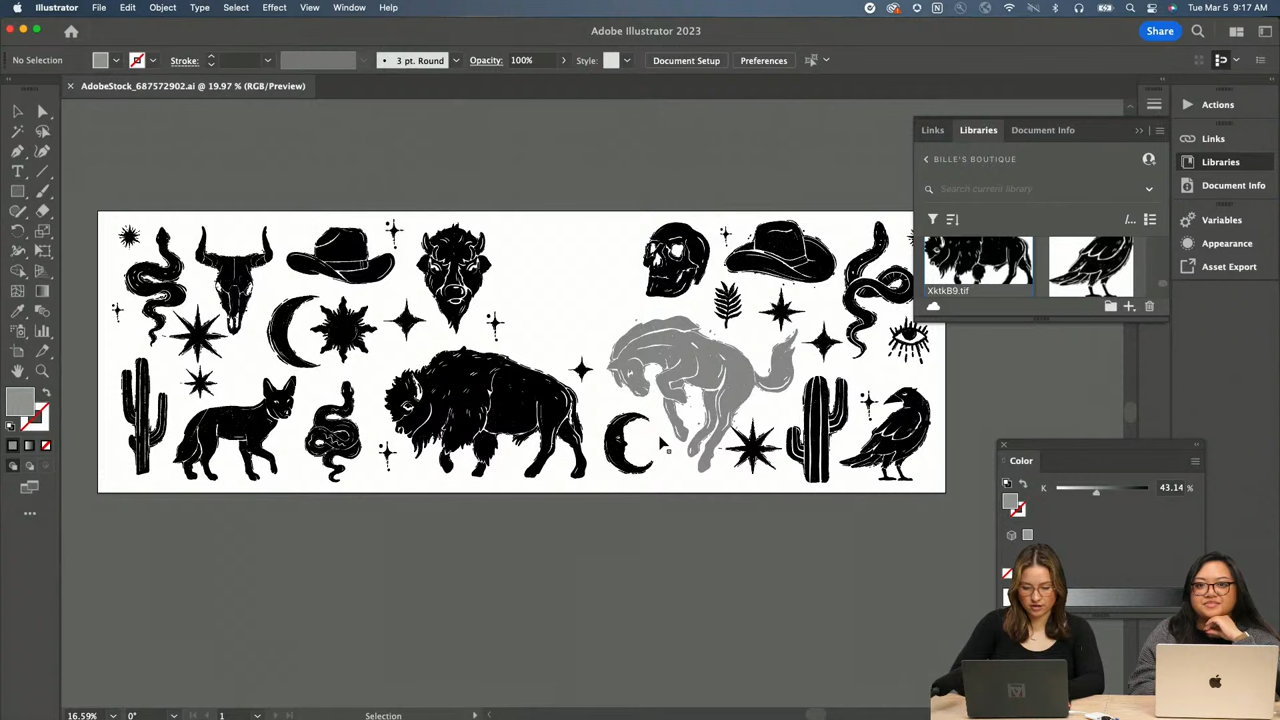 Illustrator File Edit Object Type Select Effect View Window Help
Tue Mar 5 9:17 AM
Adobe Illustrator 2023
Share
No Selection
Stroke:
3 pt. Round
Opacity: 100%
Style:
Document Setup
Preferences
AdobeStock_687572902.ai @ 19.97 % (RGB/Preview)
Links Libraries Document Info
BILLE'S BOUTIQUE
Search current library
XktkB9.tif
Actions
Links
Libraries
Document Info
Variables
Appearance
Asset Export
Color
K 43.14 %
16.59% 0° 1 Selection